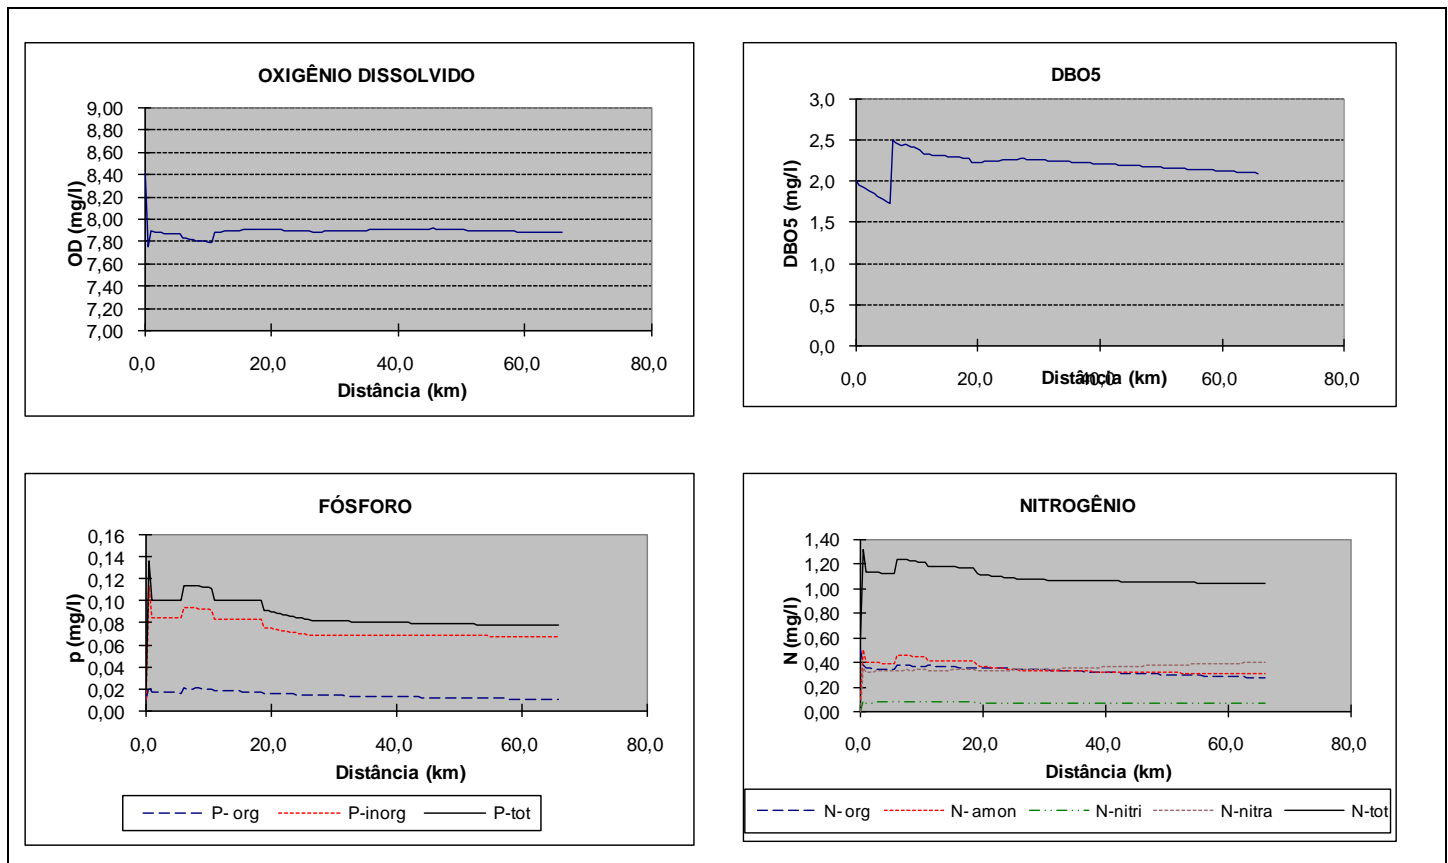 OXIGÊNIO DISSOLVIDO
9,00
8,80
8,60
8,40
8,20
8,00
7,80
7,60
7,40
7,20
7,00
OD (mg/l)
0,0 20,0 40,0 60,0 80,0
Distância (km)
DBO5
3,0
2,5
2,0
1,5
1,0
0,5
0,0
DBO5 (mg/l)
0,0 20,0 40,0 60,0 80,0
Distância (km)
FÓSFORO
0,16
0,14
0,12
0,10
0,08
0,06
0,04
0,02
0,00
p (mg/l)
0,0 20,0 40,0 60,0 80,0
Distância (km)
P- org P-inorg P-tot
NITROGÊNIO
1,40
1,20
1,00
0,80
0,60
0,40
0,20
0,00
N (mg/l)
0,0 20,0 40,0 60,0 80,0
Distância (km)
N- org N- amon N-nitri N-nitra N-tot